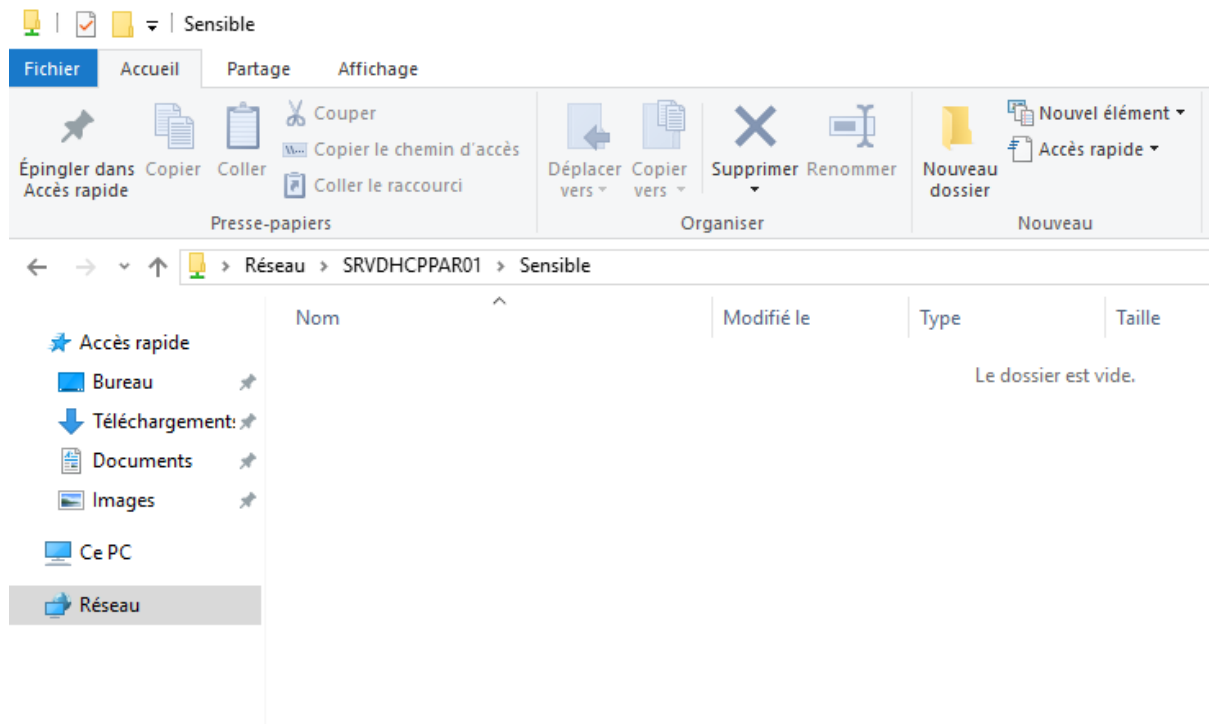 Sensible
Fichier Accueil Partage Affichage
Épingler dans Accès rapide
Copier
Coller
Couper
Copier le chemin d'accès
Coller le raccourci
Presse-papiers
Déplacer vers
Copier vers
Supprimer
Renommer
Organiser
Nouveau dossier
Nouvel élément
Accès rapide
Nouveau
Réseau > SRVDHCPPAR01 > Sensible
Nom Modifié le Type Taille
Le dossier est vide.
Accès rapide
Bureau
Téléchargements
Documents
Images
Ce PC
Réseau